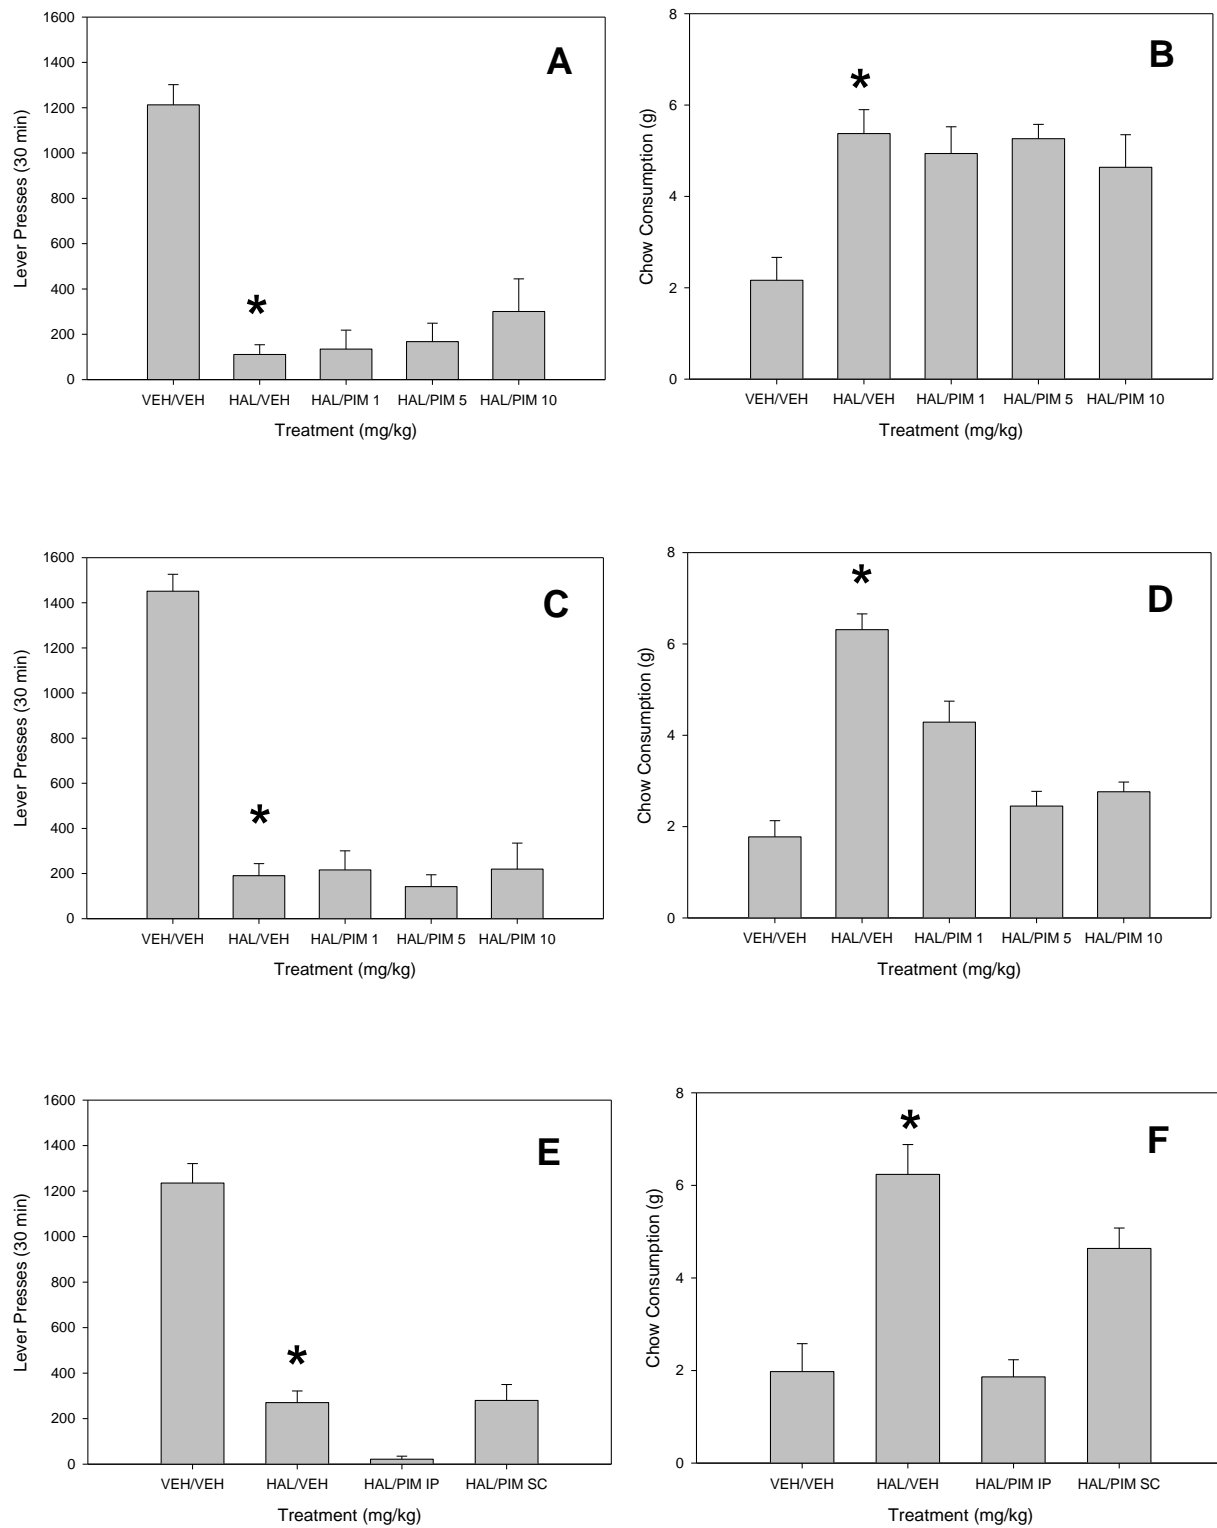 A
Lever Presses (30 min)
1600
1400
1200
1000
800
600
400
200
0
*
VEH/VEH HAL/VEH HAL/PIM 1 HAL/PIM 5 HAL/PIM 10
Treatment (mg/kg)
B
Chow Consumption (g)
8
6
4
2
0
*
VEH/VEH HAL/VEH HAL/PIM 1 HAL/PIM 5 HAL/PIM 10
Treatment (mg/kg)
C
Lever Presses (30 min)
1600
1400
1200
1000
800
600
400
200
0
*
VEH/VEH HAL/VEH HAL/PIM 1 HAL/PIM 5 HAL/PIM 10
Treatment (mg/kg)
D
Chow Consumption (g)
8
6
4
2
0
*
VEH/VEH HAL/VEH HAL/PIM 1 HAL/PIM 5 HAL/PIM 10
Treatment (mg/kg)
E
Lever Presses (30 min)
1600
1400
1200
1000
800
600
400
200
0
*
VEH/VEH HAL/VEH HAL/PIM IP HAL/PIM SC
Treatment (mg/kg)
F
Chow Consumption (g)
8
6
4
2
0
*
VEH/VEH HAL/VEH HAL/PIM IP HAL/PIM SC
Treatment (mg/kg)